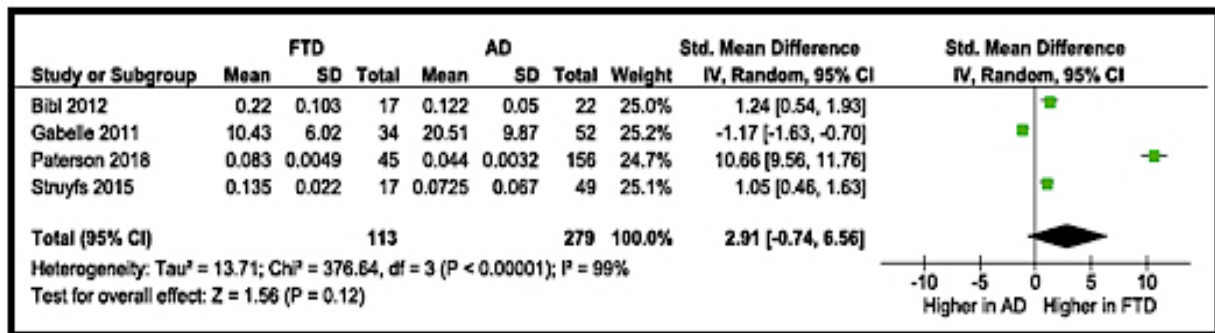 FTD AD Std. Mean Difference Std. Mean Difference
Study or Subgroup Mean SD Total Mean SD Total Weight IV, Random, 95% CI IV, Random, 95% CI
Bibl 2012 0.22 0.103 17 0.122 0.05 22 25.0% 1.24 [0.54, 1.93]
Gabelle 2011 10.43 6.02 34 20.51 9.87 52 25.2% -1.17 [-1.63, -0.70]
Paterson 2018 0.083 0.0049 45 0.044 0.0032 156 24.7% 10.66 [9.56, 11.76]
Struyfs 2015 0.135 0.022 17 0.0725 0.067 49 25.1% 1.05 [0.46, 1.63]
Total (95% CI) 113 279 100.0% 2.91 [-0.74, 6.56]
Heterogeneity: Tau² = 13.71; Chi² = 376.64, df = 3 (P < 0.00001); I² = 99%
Test for overall effect: Z = 1.56 (P = 0.12)
-10 -5 0 5 10
Higher in AD Higher in FTD